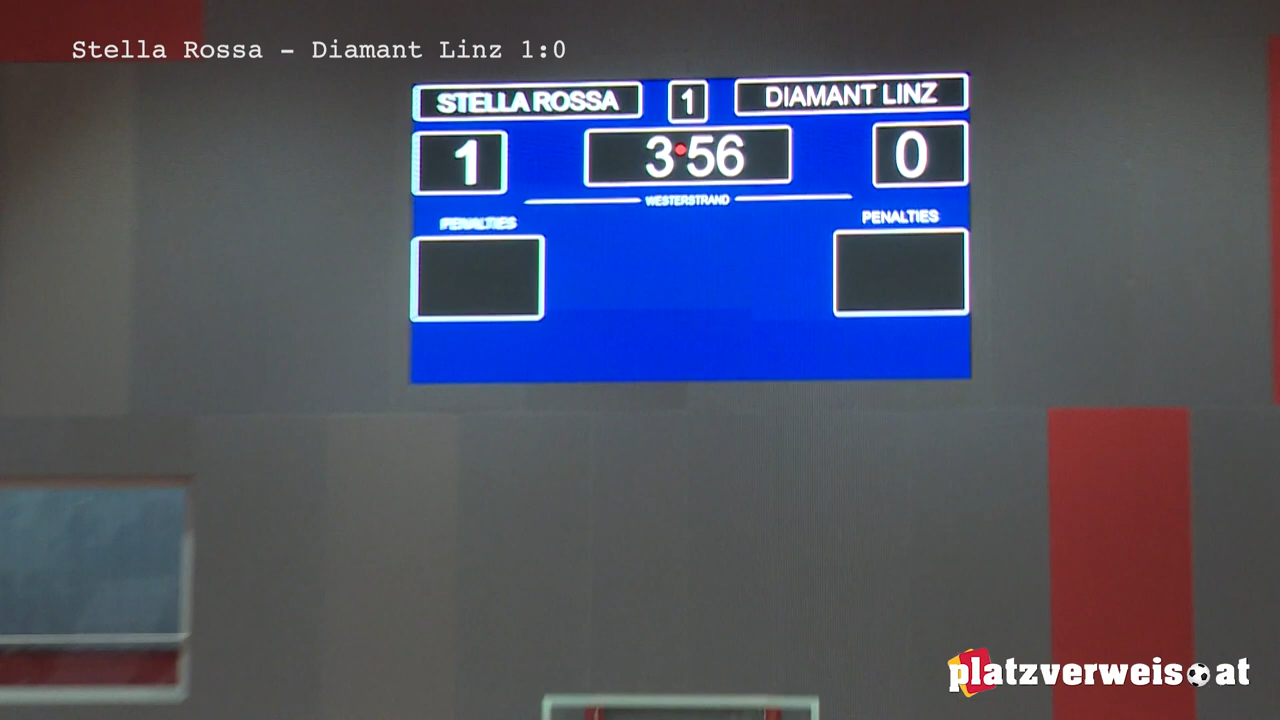 Stella Rossa - Diamant Linz 1:0
STELLA ROSSA 1 DIAMANT LINZ
1 3:56 0
WESTERSTRAND
PENALTIES PENALTIES
platzverweis.at